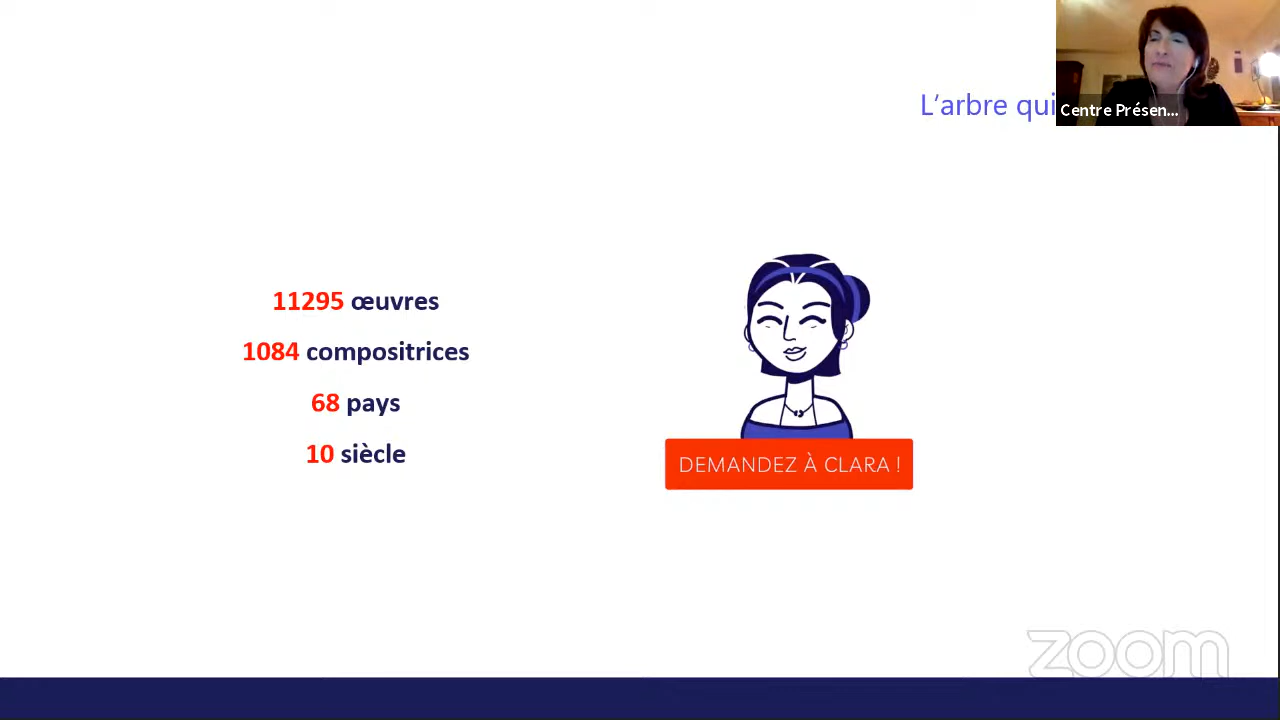 L'arbre qui
Centre Présen...
11295 œuvres
1084 compositrices
68 pays
10 siècle
DEMANDEZ À CLARA !
zoom